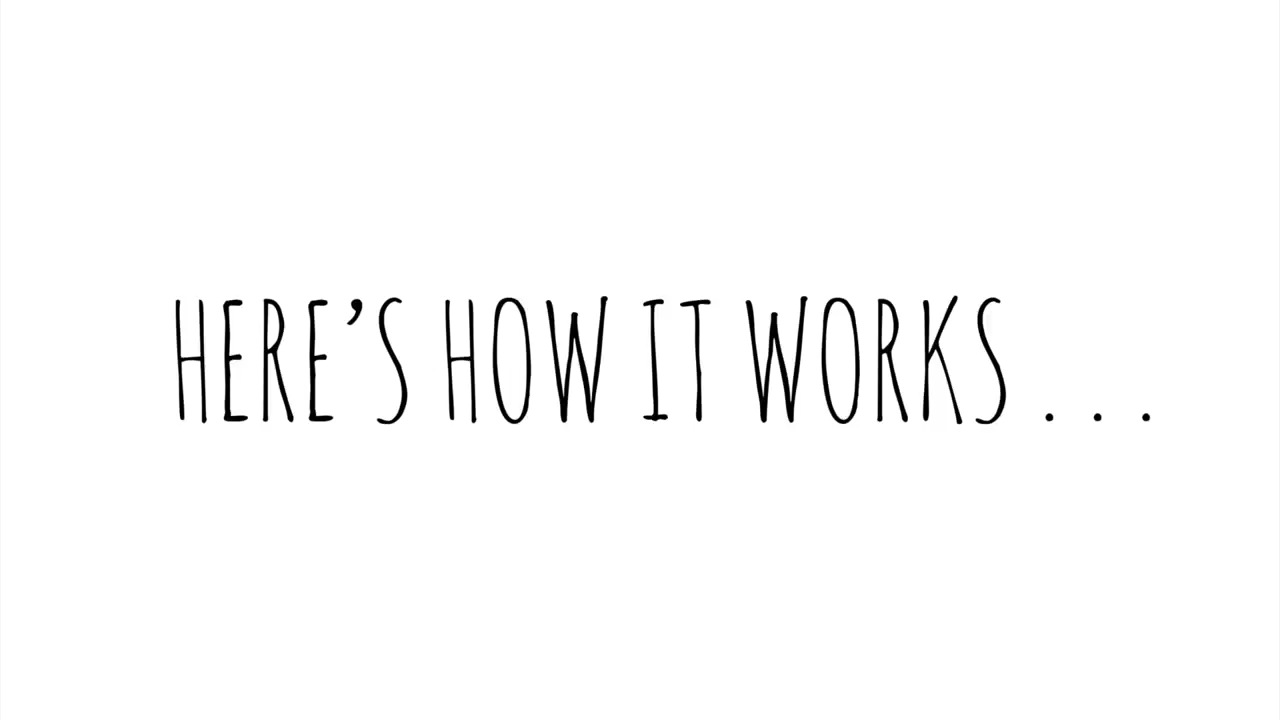 HERE’S HOW IT WORKS . . .